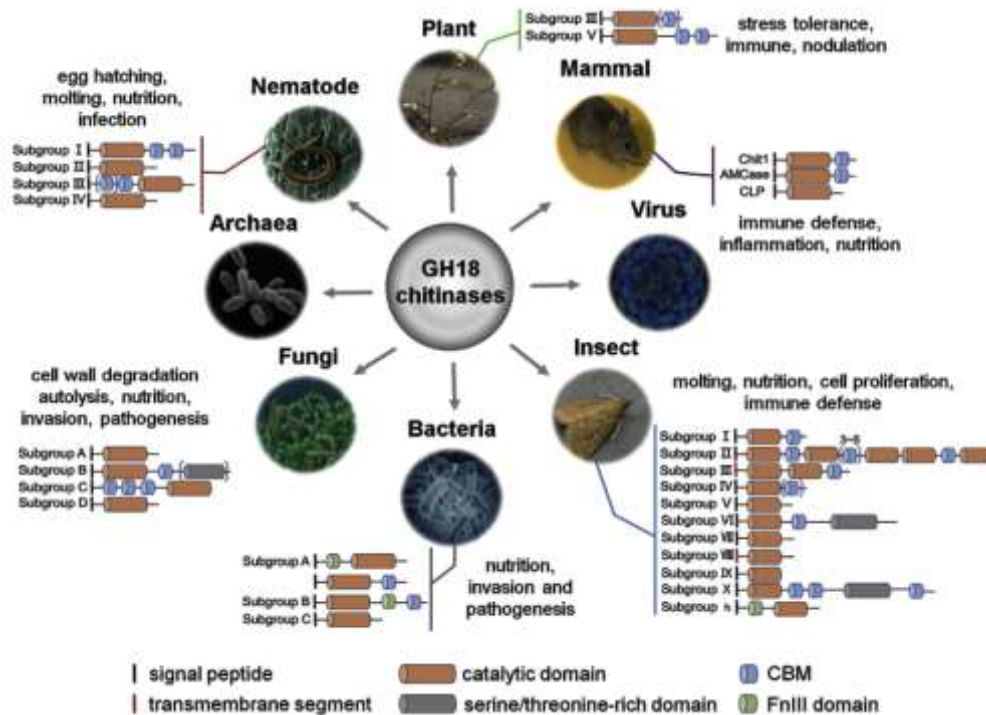 Plant
Subgroup III
Subgroup V
stress tolerance,
immune, nodulation
Mammal
Chit1
AMCase
CLP
immune defense,
inflammation, nutrition
Virus
Insect
molting, nutrition, cell proliferation,
immune defense
3-8
Subgroup I
Subgroup II
Subgroup III
Subgroup IV
Subgroup V
Subgroup VI
Subgroup VII
Subgroup VIII
Subgroup IX
Subgroup X
Subgroup h
Bacteria
Subgroup A
Subgroup B
Subgroup C
nutrition,
invasion and
pathogenesis
Fungi
cell wall degradation
autolysis, nutrition,
invasion, pathogenesis
Subgroup A
Subgroup B
Subgroup C
Subgroup D
Archaea
Nematode
egg hatching,
molting, nutrition,
infection
Subgroup I
Subgroup II
Subgroup III
Subgroup IV
GH18
chitinases
signal peptide
catalytic domain
CBM
transmembrane segment
serine/threonine-rich domain
FnIII domain